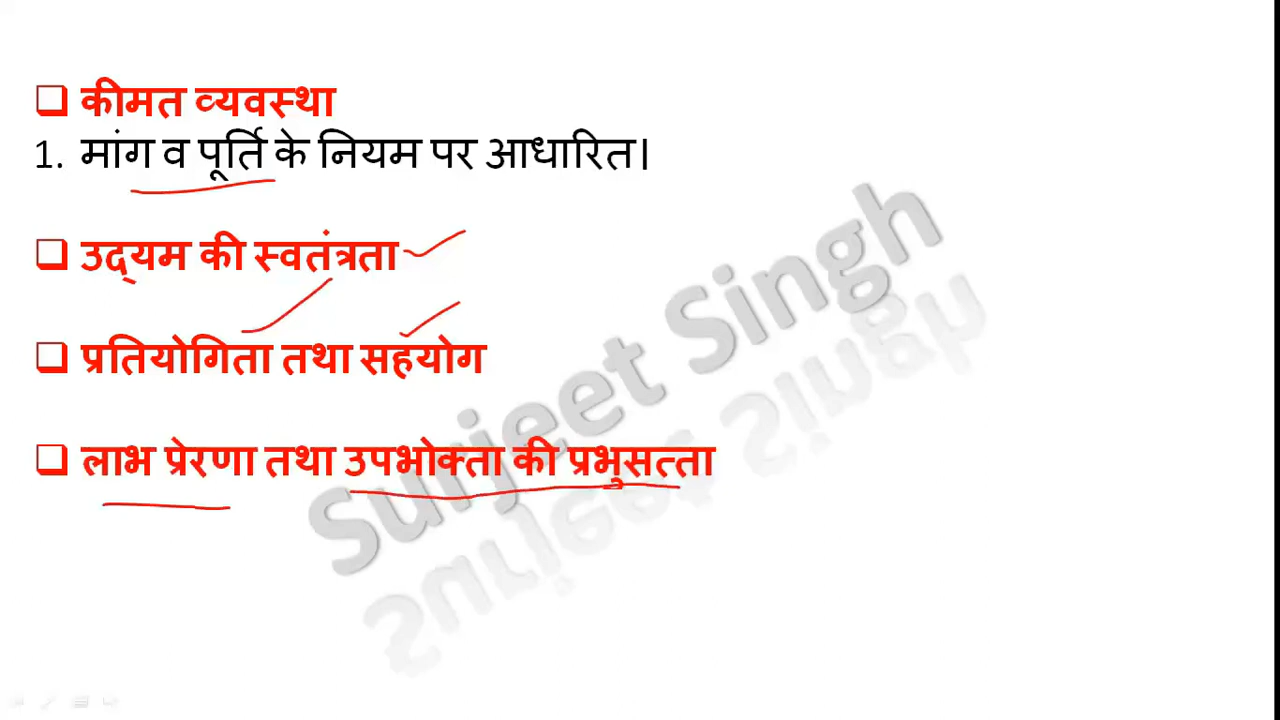 कीमत व्यवस्था
1. मांग व पूर्ति के नियम पर आधारित।
उद्यम की स्वतंत्रता
प्रतियोगिता तथा सहयोग
लाभ प्रेरणा तथा उपभोक्ता की प्रभुसत्ता
Surjeet Singh